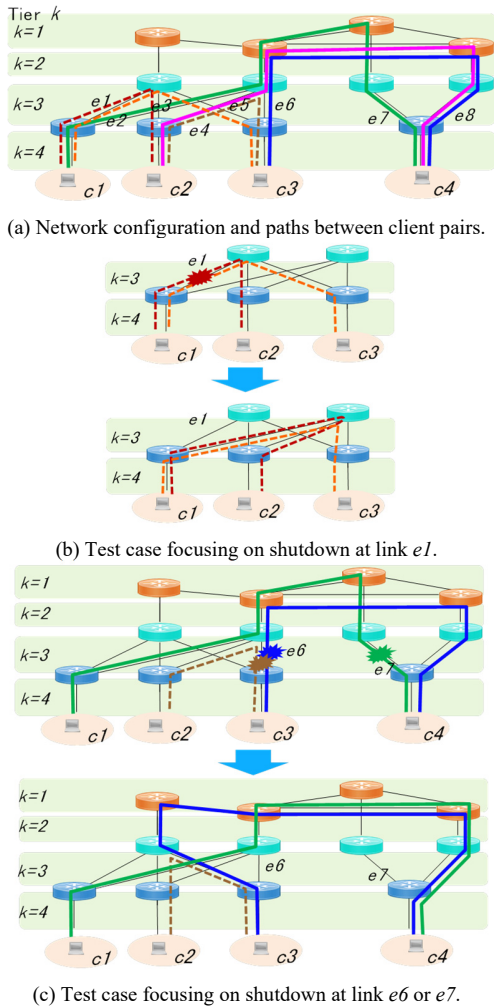 Tier k
k=1
k=2
k=3
e1
e2
e3
e4
e5
e6
e7
e8
k=4
c1
c2
c3
c4
(a) Network configuration and paths between client pairs.
e1
k=3
k=4
c1
c2
c3
e1
k=3
k=4
c1
c2
c3
(b) Test case focusing on shutdown at link e1.
k=1
k=2
k=3
e6
e7
k=4
c1
c2
c3
c4
k=1
k=2
k=3
e6
e7
k=4
c1
c2
c3
c4
(c) Test case focusing on shutdown at link e6 or e7.